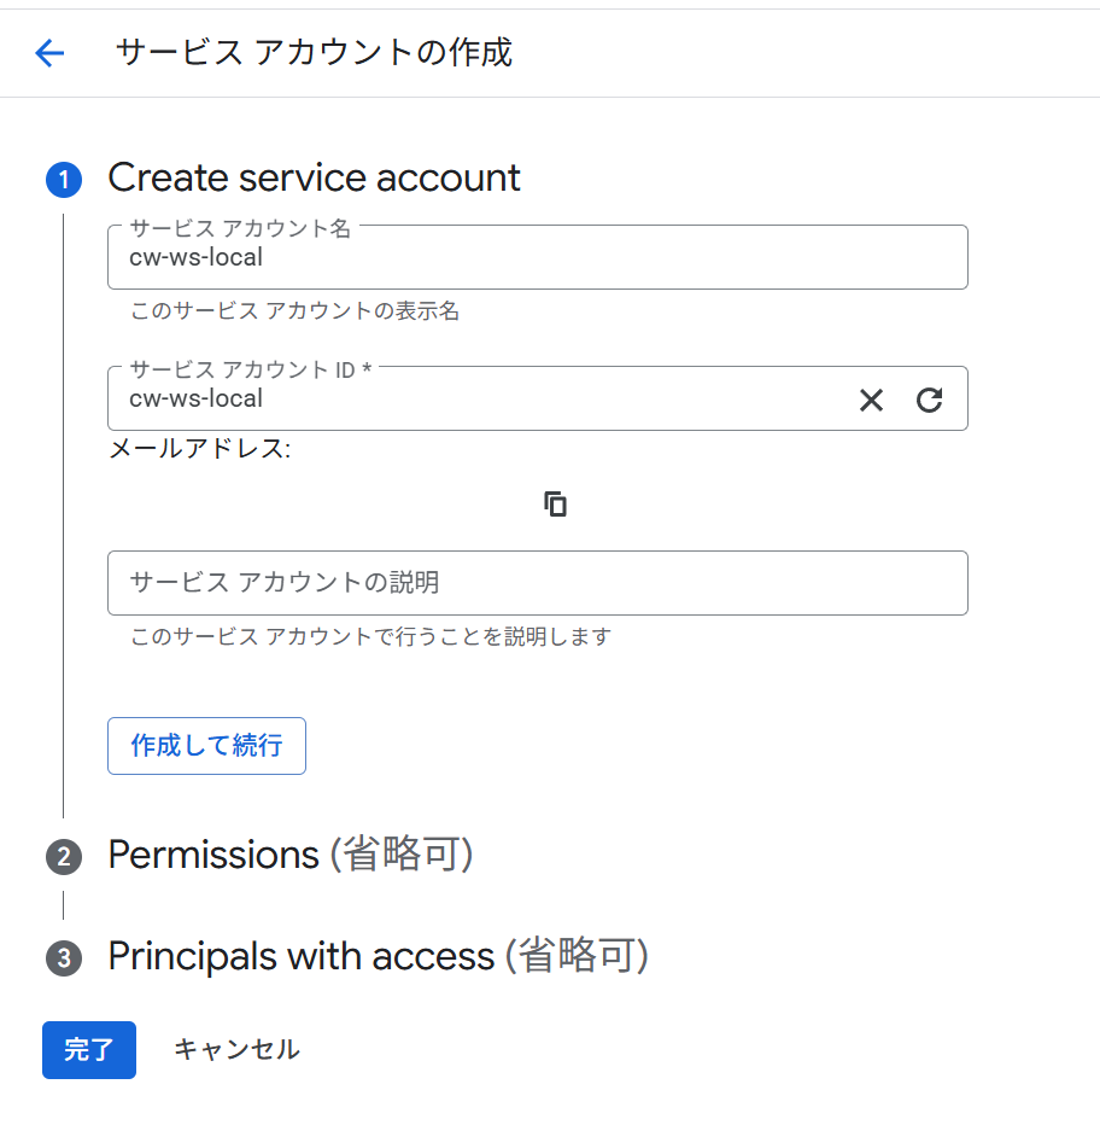 サービス アカウントの作成
1 Create service account
サービス アカウント名
cw-ws-local
このサービス アカウントの表示名
サービス アカウント ID *
cw-ws-local
メールアドレス:
サービス アカウントの説明
このサービス アカウントで行うことを説明します
作成して続行
2 Permissions (省略可)
3 Principals with access (省略可)
完了 キャンセル